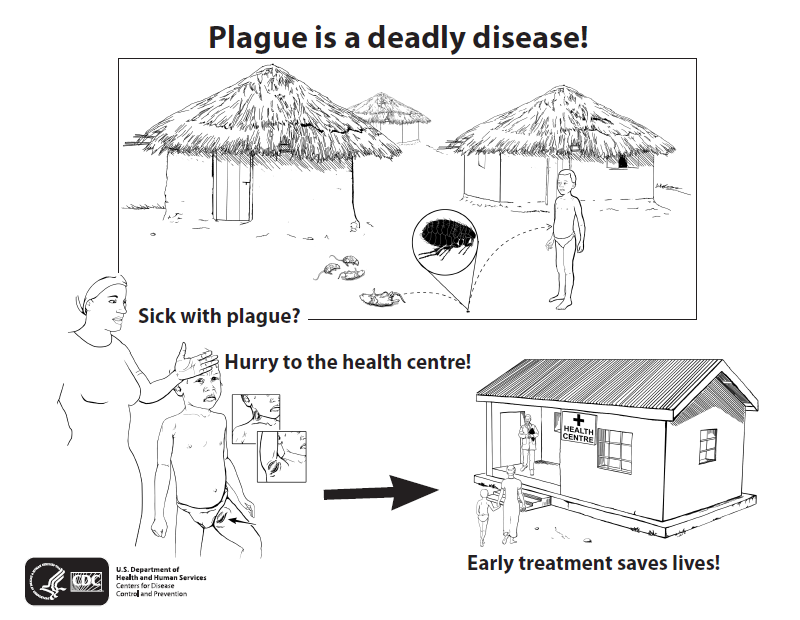 Plague is a deadly disease!
Sick with plague?
Hurry to the health centre!
HEALTH
CENTRE
Early treatment saves lives!
CDC
U.S. Department of
Health and Human Services
Centers for Disease
Control and Prevention